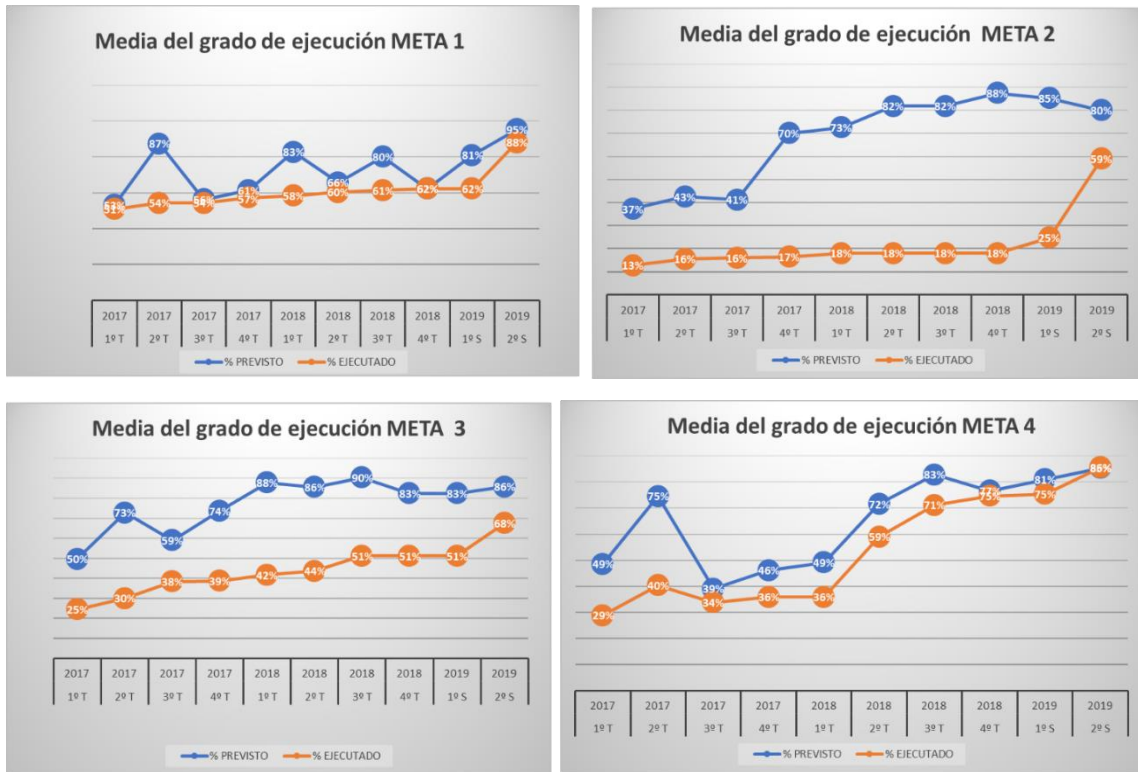 Media del grado de ejecución META 1
87% 83% 66% 80% 81% 95%
53% 56% 61% 62%
51% 54% 54% 57% 58% 60% 61% 62% 88%
2017 2017 2017 2017 2018 2018 2018 2018 2019 2019
1º T 2º T 3º T 4º T 1º T 2º T 3º T 4º T 1º S 2º S
% PREVISTO % EJECUTADO
Media del grado de ejecución META 2
37% 43% 41% 70% 73% 82% 82% 88% 85% 80%
13% 16% 16% 17% 18% 18% 18% 18% 25% 59%
2017 2017 2017 2017 2018 2018 2018 2018 2019 2019
1º T 2º T 3º T 4º T 1º T 2º T 3º T 4º T 1º S 2º S
% PREVISTO % EJECUTADO
Media del grado de ejecución META 3
50% 73% 59% 74% 88% 86% 90% 83% 83% 86%
25% 30% 38% 39% 42% 44% 51% 51% 51% 68%
2017 2017 2017 2017 2018 2018 2018 2018 2019 2019
1º T 2º T 3º T 4º T 1º T 2º T 3º T 4º T 1º S 2º S
% PREVISTO % EJECUTADO
Media del grado de ejecución META 4
49% 75% 39% 46% 49% 72% 83% 77% 81% 86%
29% 40% 34% 36% 36% 59% 71% 75% 75%
2017 2017 2017 2017 2018 2018 2018 2018 2019 2019
1º T 2º T 3º T 4º T 1º T 2º T 3º T 4º T 1º S 2º S
% PREVISTO % EJECUTADO